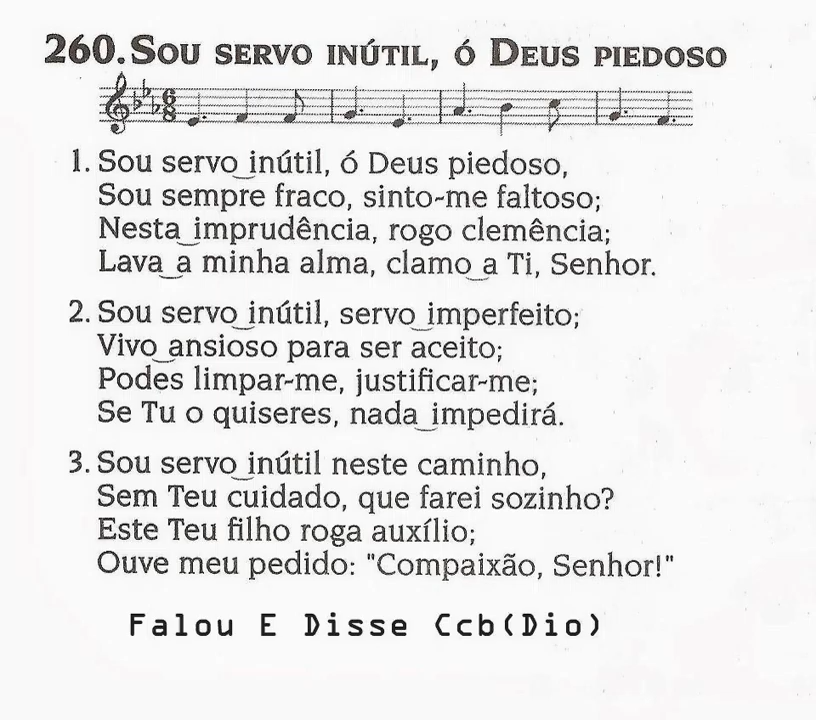 260. SOU SERVO INÚTIL, Ó DEUS PIEDOSO
6
8
1. Sou servo inútil, ó Deus piedoso,
Sou sempre fraco, sinto-me faltoso;
Nesta imprudência, rogo clemência;
Lava a minha alma, clamo a Ti, Senhor.
2. Sou servo inútil, servo imperfeito;
Vivo ansioso para ser aceito;
Podes limpar-me, justificar-me;
Se Tu o quiseres, nada impedirá.
3. Sou servo inútil neste caminho,
Sem Teu cuidado, que farei sozinho?
Este Teu filho roga auxílio;
Ouve meu pedido: "Compaixão, Senhor!"
Falou E Disse Ccb(Dio)